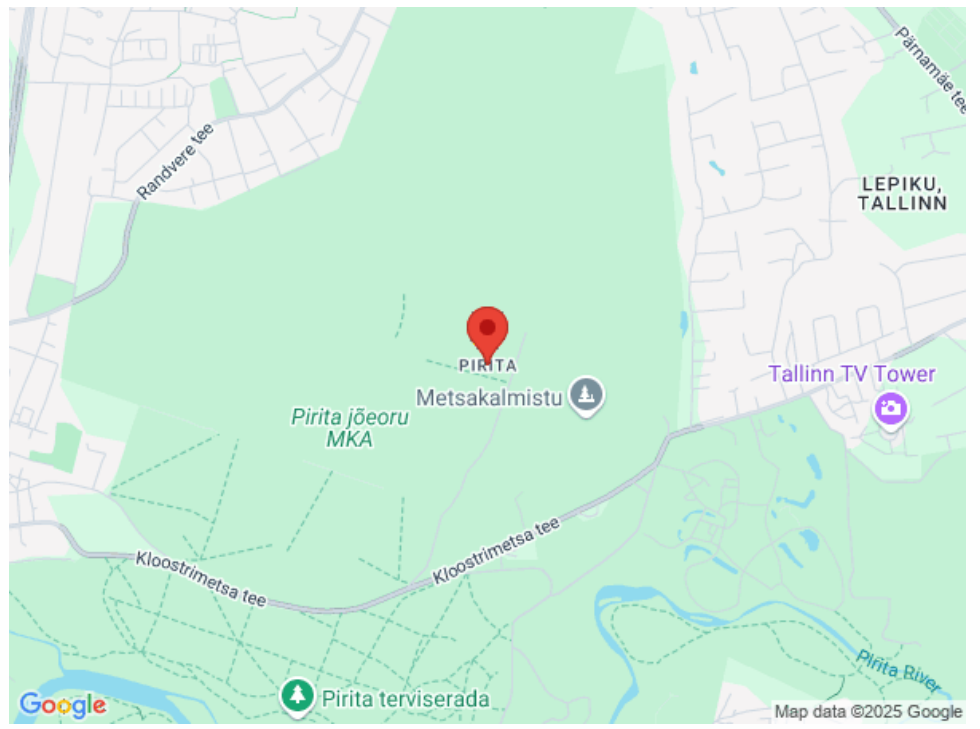 Pärnamäe tee
Randvere tee
LEPIKU,
TALLINN
PIRITA
Tallinn TV Tower
Metsakalmistu
Pirita jõeoru
MKA
Kloostrimetsa tee
Kloostrimetsa tee
Pirita River
Pirita terviserada
Google
Map data ©2025 Google